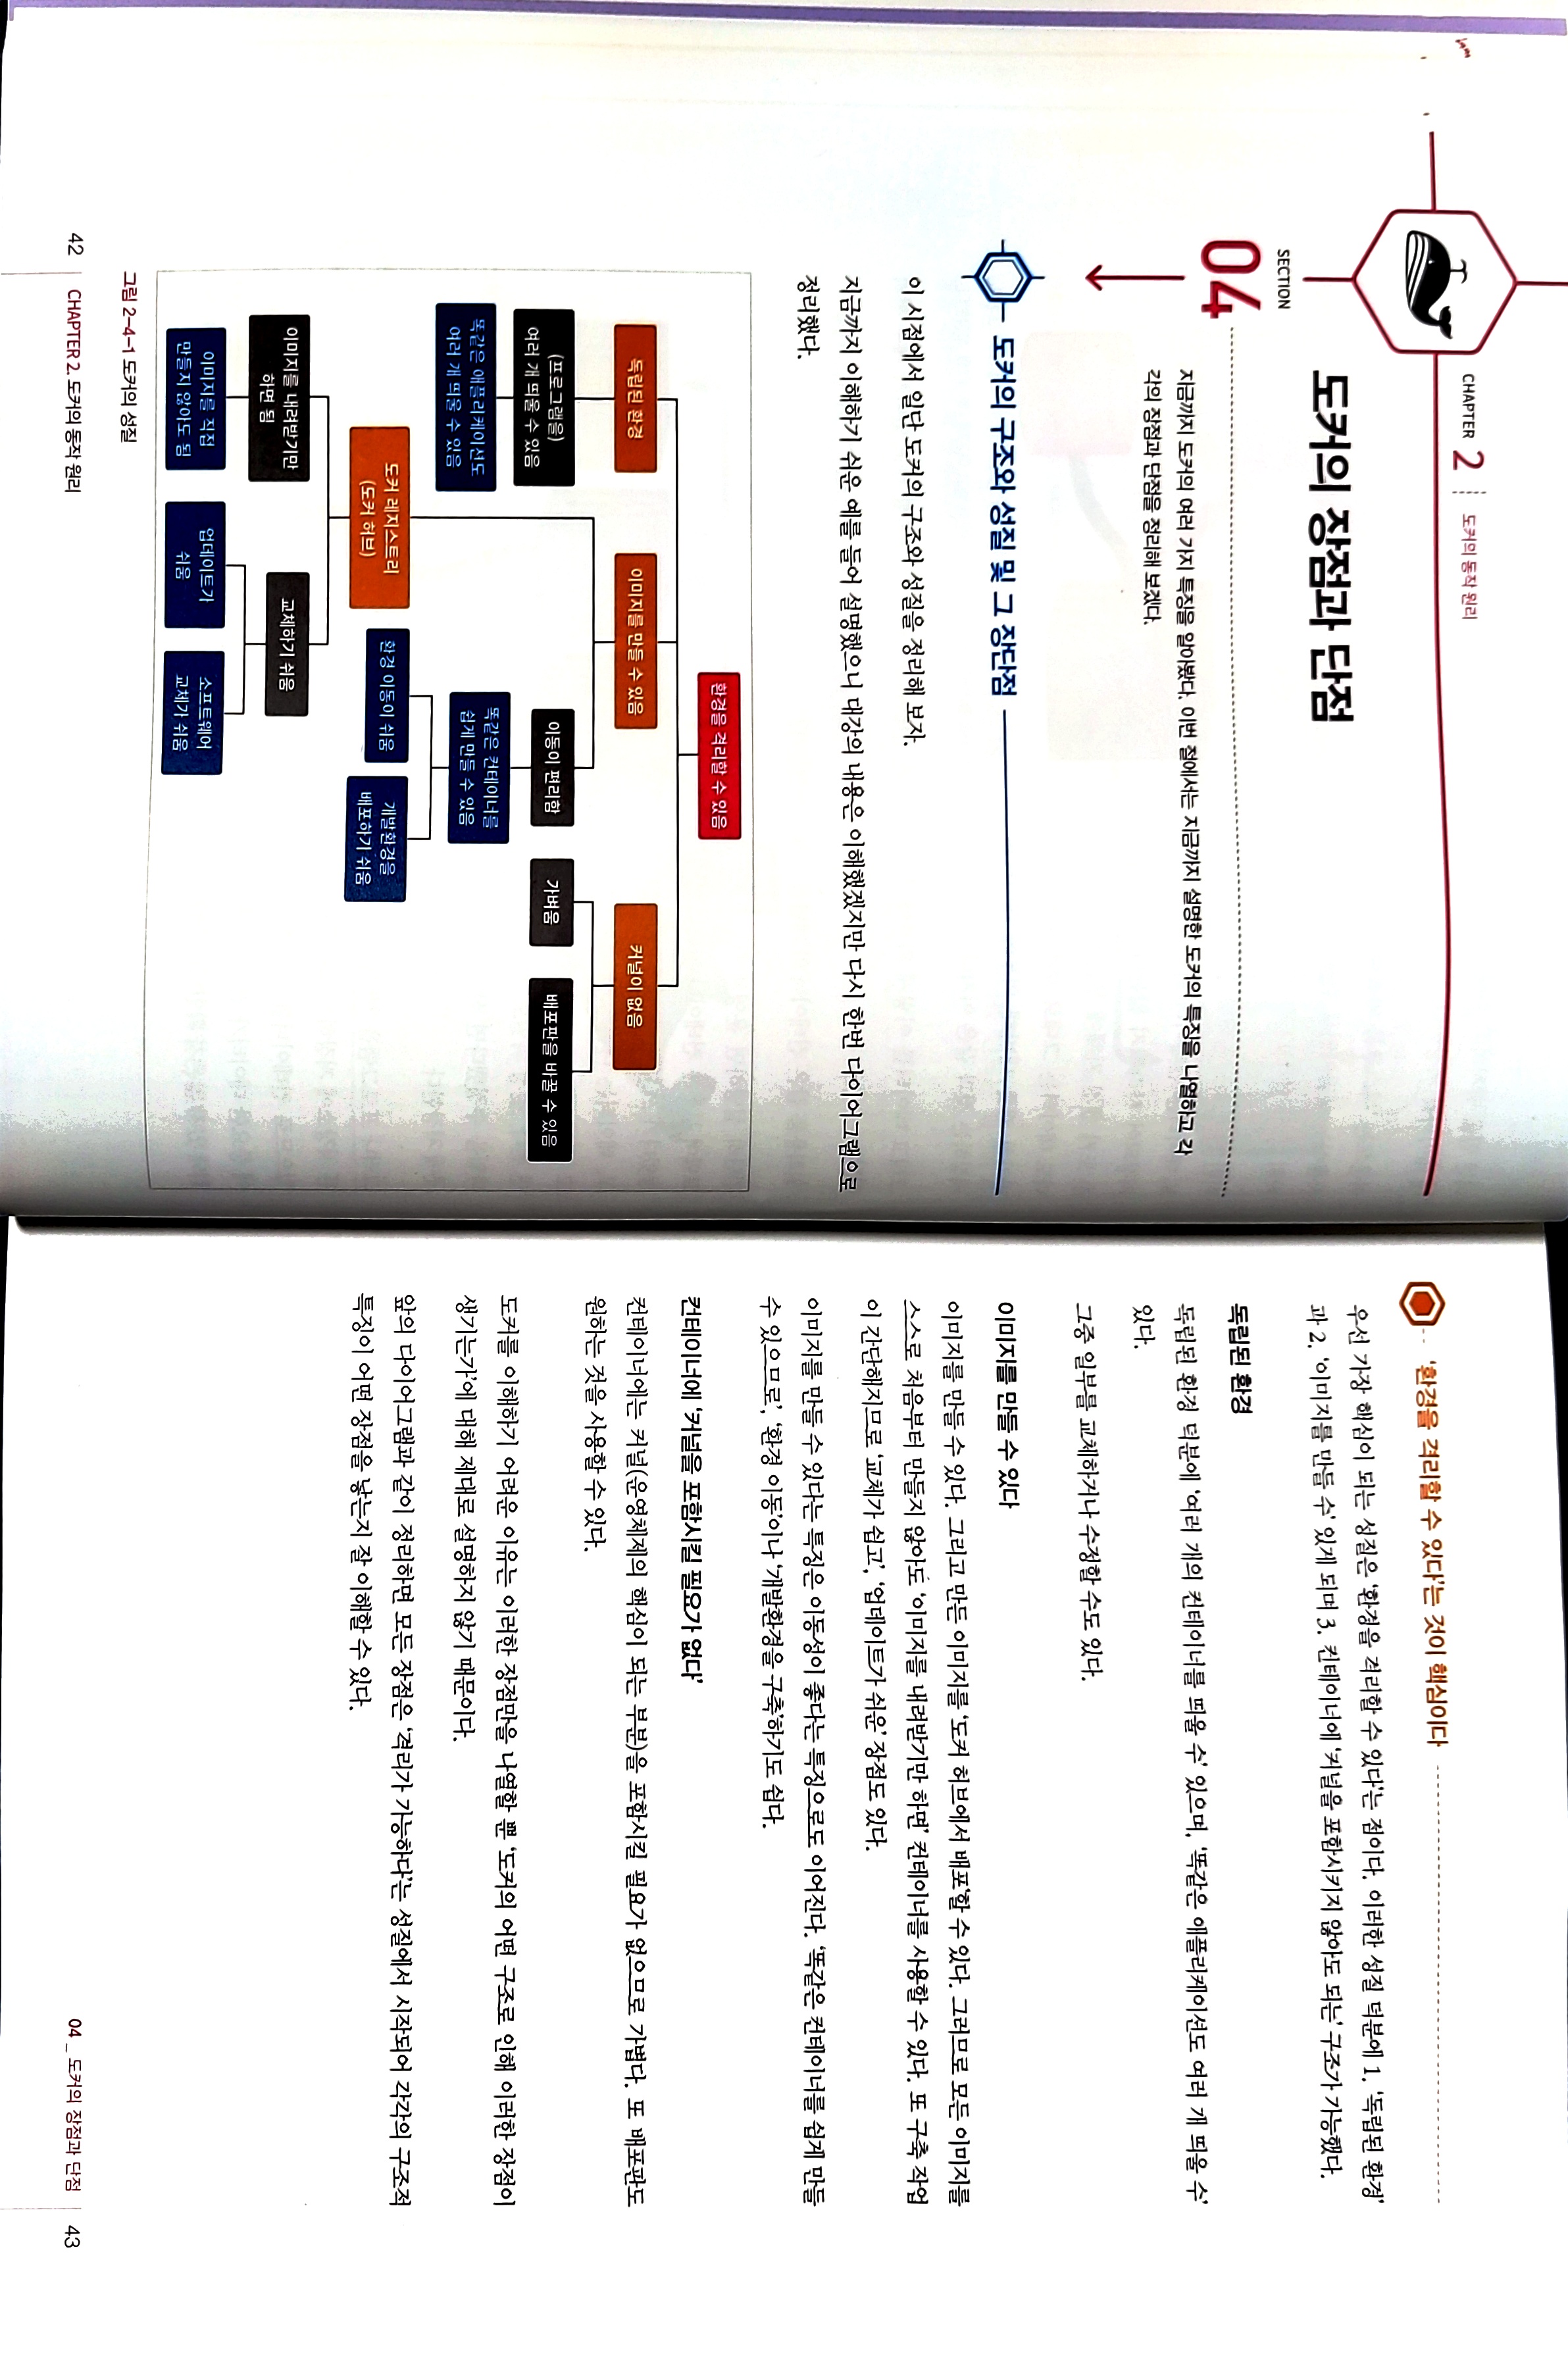 CHAPTER 2 도커의 동작 원리
도커의 장점과 단점
SECTION
04
지금까지 도커의 여러 가지 특징을 알아봤다. 이번 절에서는 지금까지 설명한 도커의 특징을 나열하고 각
각의 장점과 단점을 정리해 보겠다.
도커의 구조와 성질 및 그 장단점
이 시점에서 일단 도커의 구조와 성질을 정리해 보자.
지금까지 이해하기 쉬운 예를 들어 설명했으니 대강의 내용은 이해했겠지만 다시 한번 다이어그램으로
정리했다.
환경을 격리할 수 있음
독립된 환경
이미지를 만들 수 있음
커널이 없음
(프로그램을)
여러 개 띄울 수 있음
이동이 편리함
가벼움
배포판을 바꿀 수 있음
똑같은 애플리케이션도
여러 개 띄울 수 있음
똑같은 컨테이너를
쉽게 만들 수 있음
도커 레지스트리
(도커 허브)
환경 이동이 쉬움
개발환경을
배포하기 쉬움
이미지를 내려받기만
하면 됨
교체하기 쉬움
이미지를 직접
만들지 않아도 됨
업데이트가
쉬움
소프트웨어
교체가 쉬움
그림 2-4-1 도커의 성질
42 CHAPTER 2. 도커의 동작 원리
'환경을 격리할 수 있다'는 것이 핵심이다
우선 가장 핵심이 되는 성질은 '환경을 격리할 수 있다'는 점이다. 이러한 성질 덕분에 1. '독립된 환경'
과 2. '이미지를 만들 수' 있게 되며 3. 컨테이너에 '커널을 포함시키지 않아도 되는' 구조가 가능했다.
독립된 환경
독립된 환경 덕분에 '여러 개의 컨테이너를 띄울 수' 있으며, '똑같은 애플리케이션도 여러 개 띄울 수'
있다.
그중 일부를 교체하거나 수정할 수도 있다.
이미지를 만들 수 있다
이미지를 만들 수 있다. 그리고 만든 이미지를 '도커 허브에서 배포'할 수 있다. 그러므로 모든 이미지를
스스로 처음부터 만들지 않아도 '이미지를 내려받기만 하면' 컨테이너를 사용할 수 있다. 또 구축 작업
이 간단해지므로 '교체가 쉽고', '업데이트가 쉬운' 장점도 있다.
이미지를 만들 수 있다는 특징은 이동성이 좋다는 특징으로도 이어진다. '똑같은 컨테이너를 쉽게 만들
수 있으므로', '환경 이동'이나 '개발환경을 구축'하기도 쉽다.
컨테이너에 '커널을 포함시킬 필요가 없다'
컨테이너에는 커널(운영체제의 핵심이 되는 부분)을 포함시킬 필요가 없으므로 가볍다. 또 배포판도
원하는 것을 사용할 수 있다.
도커를 이해하기 어려운 이유는 이러한 장점만을 나열할 뿐 '도커의 어떤 구조로 인해 이러한 장점이
생기는가'에 대해 제대로 설명하지 않기 때문이다.
앞의 다이어그램과 같이 정리하면 모든 장점은 '격리가 가능하다'는 성질에서 시작되어 각각의 구조적
특징이 어떤 장점을 낳는지 잘 이해할 수 있다.
04 _ 도커의 장점과 단점 43